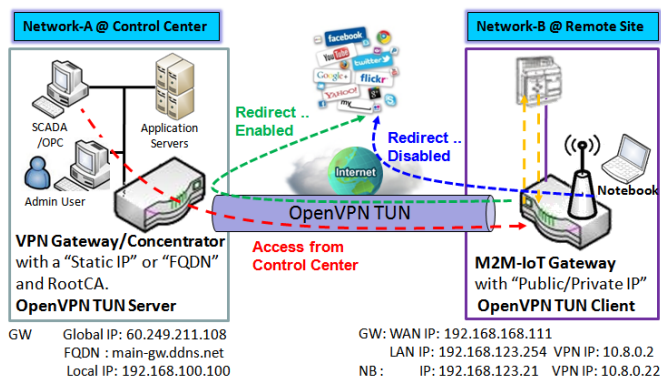 Network-A @ Control Center
Network-B @ Remote Site
facebook
YouTube
twitter
Google+
flickr
YAHOO!
my
SCADA
/OPC
Application
Servers
Admin User
Redirect ..
Enabled
Redirect ..
Disabled
Internet
Notebook
OpenVPN TUN
VPN Gateway/Concentrator
with a “Static IP” or “FQDN”
and RootCA.
OpenVPN TUN Server
Access from
Control Center
M2M-IoT Gateway
with “Public/Private IP”
OpenVPN TUN Client
GW Global IP: 60.249.211.108
FQDN : main-gw.ddns.net
Local IP: 192.168.100.100
GW: WAN IP: 192.168.168.111
LAN IP: 192.168.123.254 VPN IP: 10.8.0.2
NB : IP: 192.168.123.21 VPN IP: 10.8.0.22